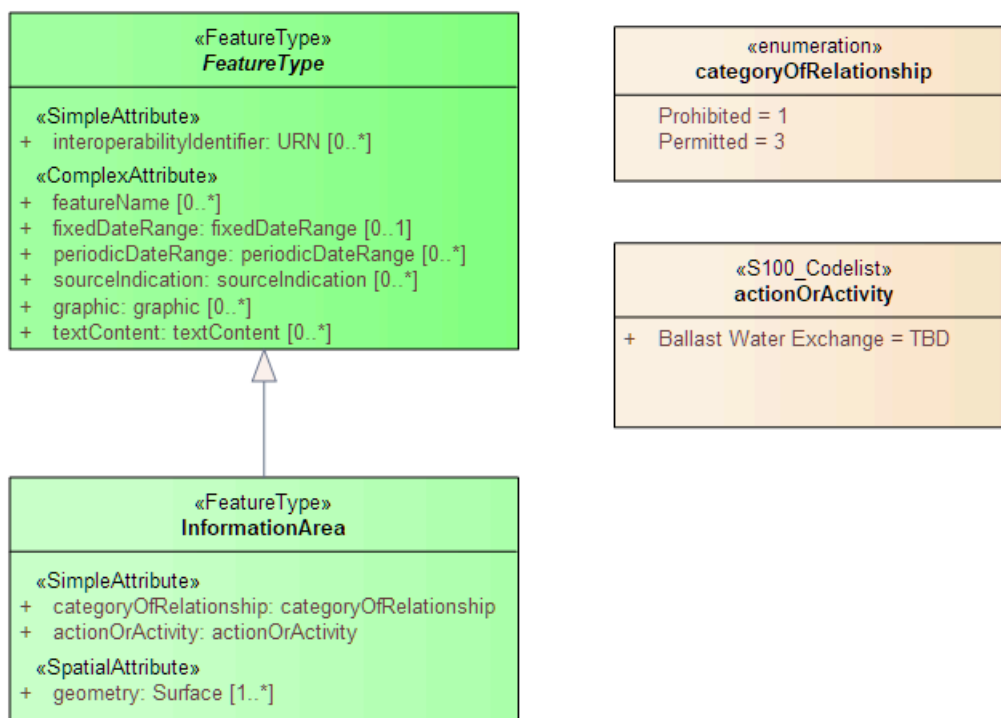 «FeatureType»
FeatureType
«SimpleAttribute»
+ interoperabilityIdentifier: URN [0..*]
«ComplexAttribute»
+ featureName [0..*]
+ fixedDateRange: fixedDateRange [0..1]
+ periodicDateRange: periodicDateRange [0..*]
+ sourceIndication: sourceIndication [0..*]
+ graphic: graphic [0..*]
+ textContent: textContent [0..*]
«FeatureType»
InformationArea
«SimpleAttribute»
+ categoryOfRelationship: categoryOfRelationship
+ actionOrActivity: actionOrActivity
«SpatialAttribute»
+ geometry: Surface [1..*]
«enumeration»
categoryOfRelationship
Prohibited = 1
Permitted = 3
«S100_Codelist»
actionOrActivity
+ Ballast Water Exchange = TBD